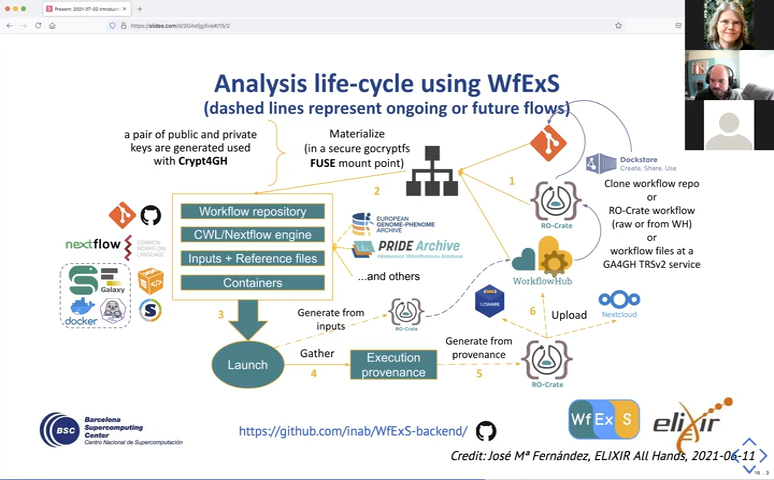 Present: 2021-07-02 introduct
https://slides.com/d/3GAefjg/live#/15/2
Analysis life-cycle using WfExS
(dashed lines represent ongoing or future flows)
a pair of public and private
keys are generated used
with Crypt4GH
Materialize
(in a secure gocryptfs
FUSE mount point)
2
1
Dockstore
Create, Share, Use
Clone workflow repo
or
RO-Crate workflow
(raw or from WH)
or
workflow files at a
GA4GH TRSv2 service
RO-Crate
WorkflowHub
Workflow repository
CWL/Nextflow engine
Inputs + Reference files
Containers
nextflow
COMMON
WORKFLOW
LANGUAGE
Galaxy
docker
EUROPEAN
GENOME-PHENOME
ARCHIVE
PRIDE Archive
...and others
3
Generate from
inputs
RO-Crate
B2SHARE
6
Upload
Nextcloud
Launch
Gather
4
Execution
provenance
Generate from
provenance
5
RO-Crate
BSC
Barcelona
Supercomputing
Center
Centro Nacional de Supercomputación
https://github.com/inab/WfExS-backend/
WfExS
elixir
Credit: José Mª Fernández, ELIXIR All Hands, 2021-06-11